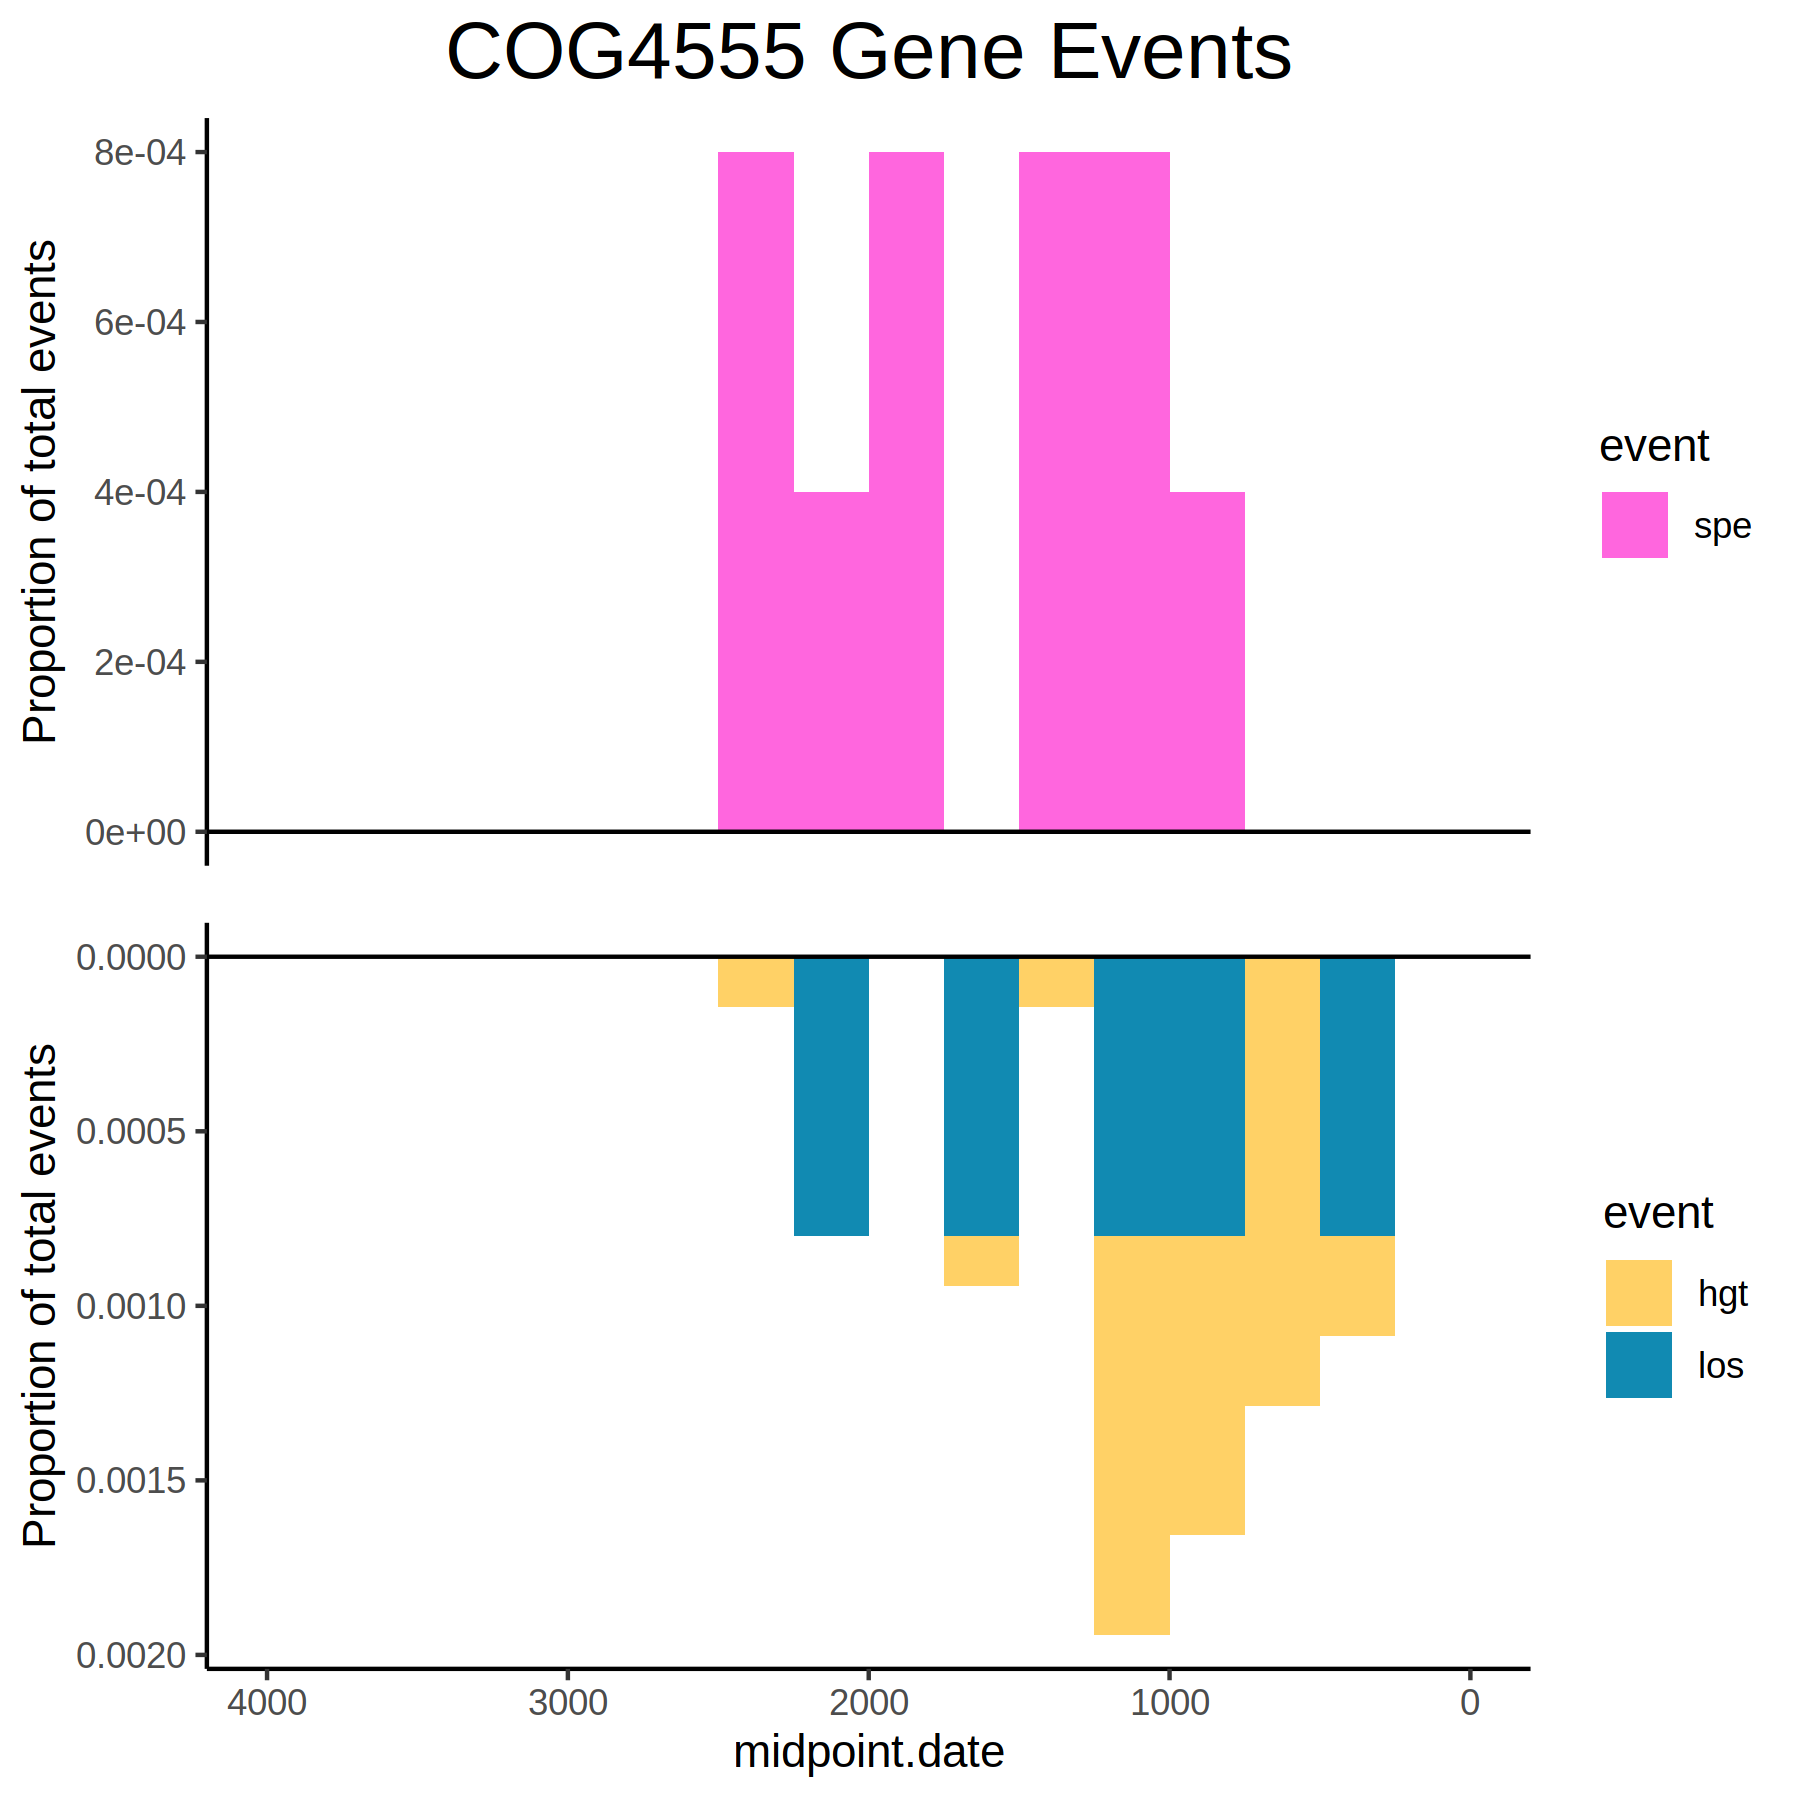 COG4555 Gene Events
Proportion of total events
8e-04
6e-04
4e-04
2e-04
0e+00
event
spe
Proportion of total events
0.0000
0.0005
0.0010
0.0015
0.0020
event
hgt
los
4000 3000 2000 1000 0
midpoint.date